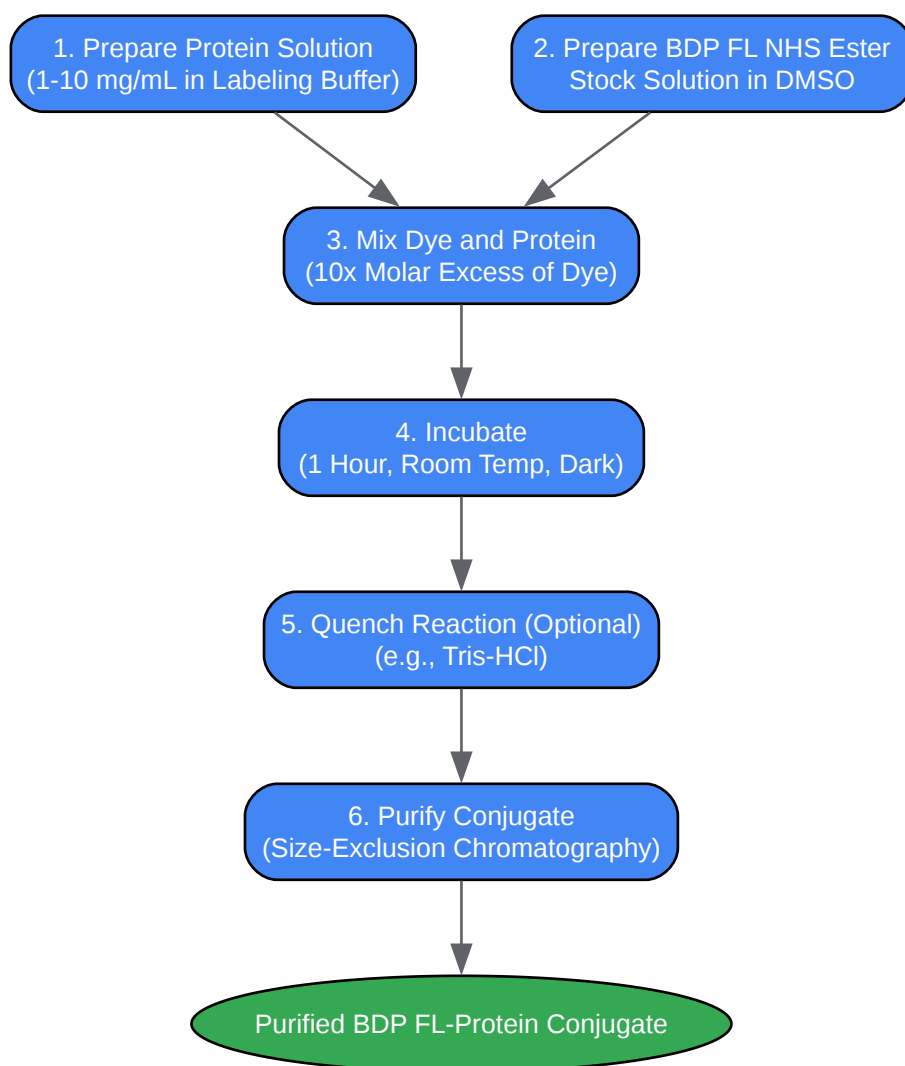 1. Prepare Protein Solution
(1-10 mg/mL in Labeling Buffer)
2. Prepare BDP FL NHS Ester
Stock Solution in DMSO
3. Mix Dye and Protein
(10x Molar Excess of Dye)
4. Incubate
(1 Hour, Room Temp, Dark)
5. Quench Reaction (Optional)
(e.g., Tris-HCl)
6. Purify Conjugate
(Size-Exclusion Chromatography)
Purified BDP FL-Protein Conjugate